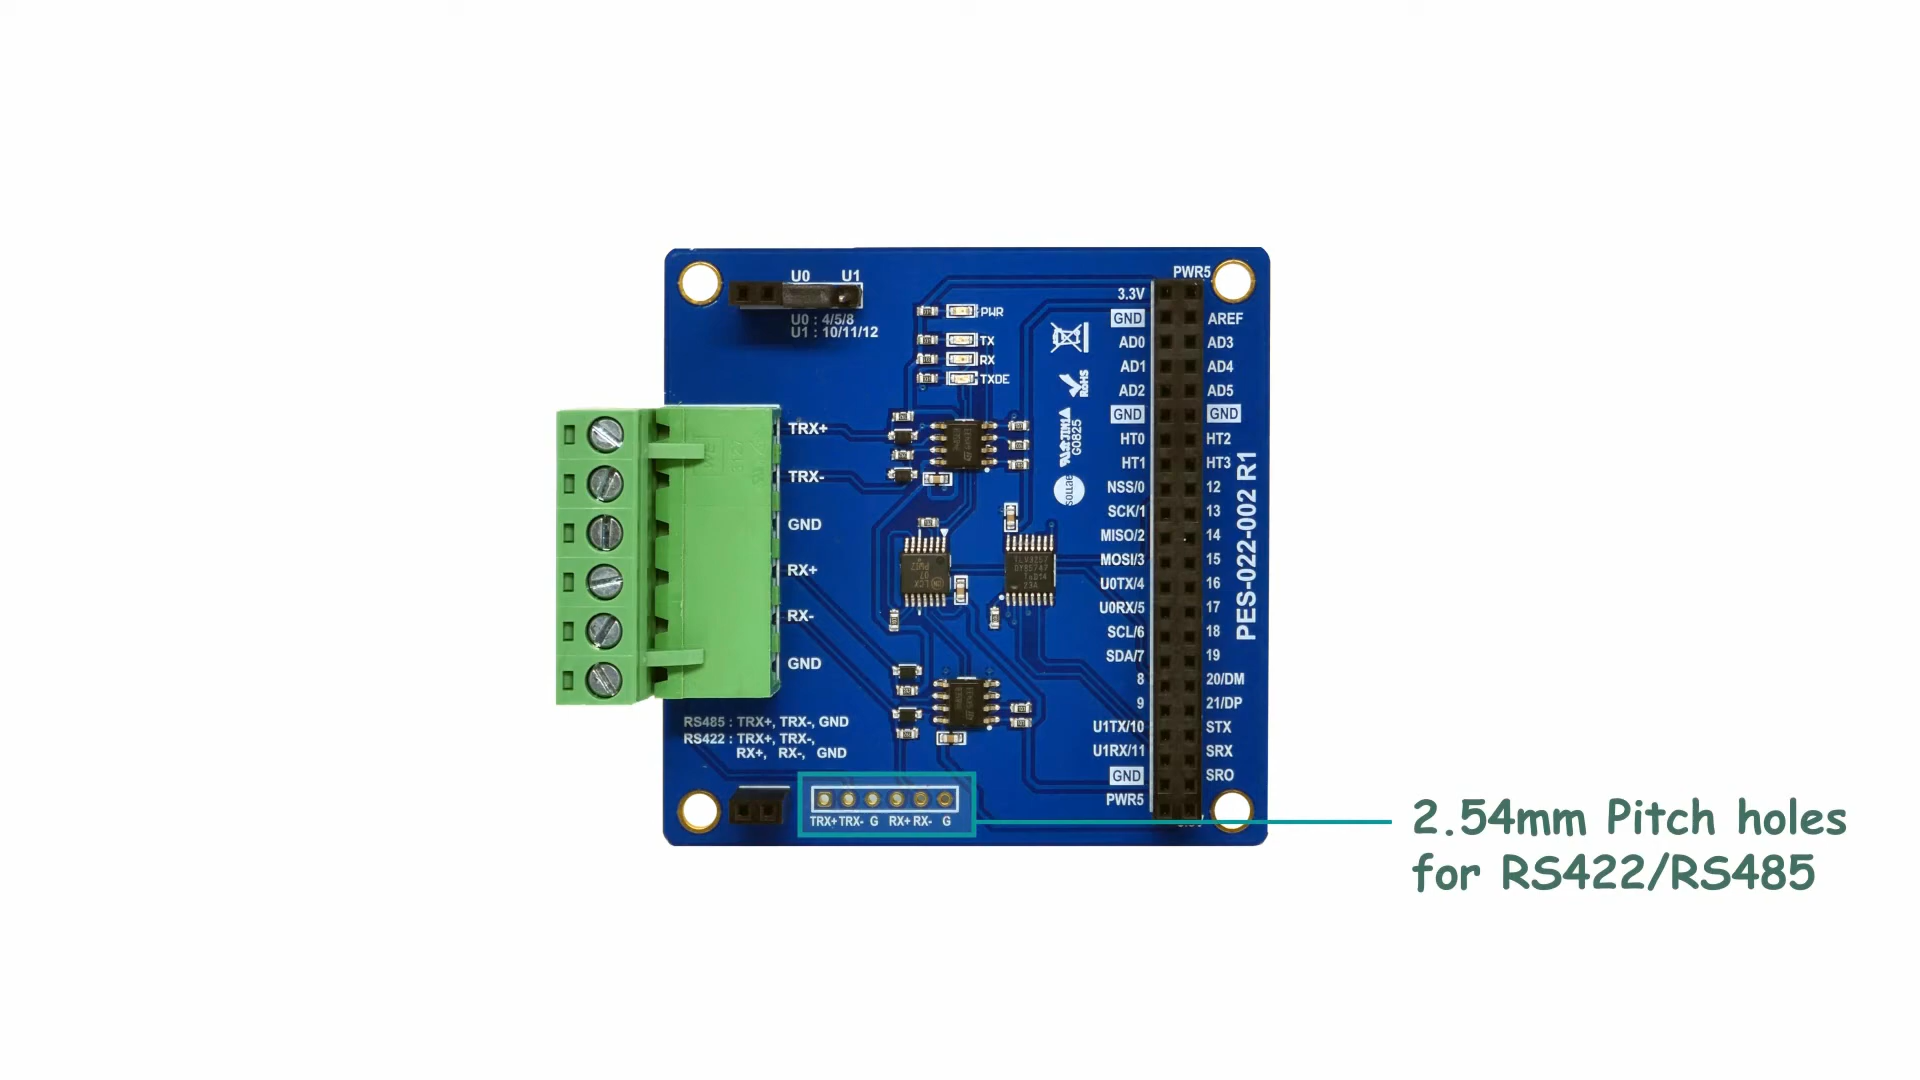 U0 U1
U0 : 4/5/8
U1 : 10/11/12
PWR
TX
RX
TXDE
TRX+
TRX-
GND
RX+
RX-
GND
RS485 : TRX+, TRX-, GND
RS422 : TRX+, TRX-,
RX+, RX-, GND
TRX+ TRX- G RX+ RX- G
RoHS
G0825
sollae
PWR5
3.3V
GND AREF
AD0 AD3
AD1 AD4
AD2 AD5
GND GND
HT0 HT2
HT1 HT3
NSS/0 12
SCK/1 13
MISO/2 14
MOSI/3 15
U0TX/4 16
U0RX/5 17
SCL/6 18
SDA/7 19
8 20/DM
9 21/DP
U1TX/10 STX
U1RX/11 SRX
GND SRO
PWR5
PES-022-002 R1
2.54mm Pitch holes
for RS422/RS485